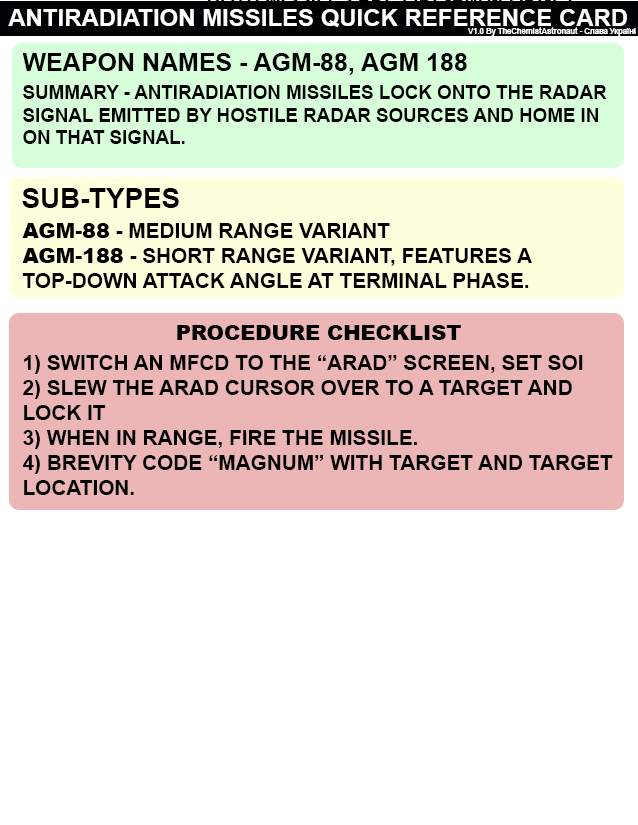 ANTIRADIATION MISSILES QUICK REFERENCE CARD
V1.0 By TheChemistAstronaut - Слава Україні
WEAPON NAMES - AGM-88, AGM 188
SUMMARY - ANTIRADIATION MISSILES LOCK ONTO THE RADAR
SIGNAL EMITTED BY HOSTILE RADAR SOURCES AND HOME IN
ON THAT SIGNAL.
SUB-TYPES
AGM-88 - MEDIUM RANGE VARIANT
AGM-188 - SHORT RANGE VARIANT, FEATURES A
TOP-DOWN ATTACK ANGLE AT TERMINAL PHASE.
PROCEDURE CHECKLIST
1) SWITCH AN MFCD TO THE “ARAD” SCREEN, SET SOI
2) SLEW THE ARAD CURSOR OVER TO A TARGET AND
LOCK IT
3) WHEN IN RANGE, FIRE THE MISSILE.
4) BREVITY CODE “MAGNUM” WITH TARGET AND TARGET
LOCATION.